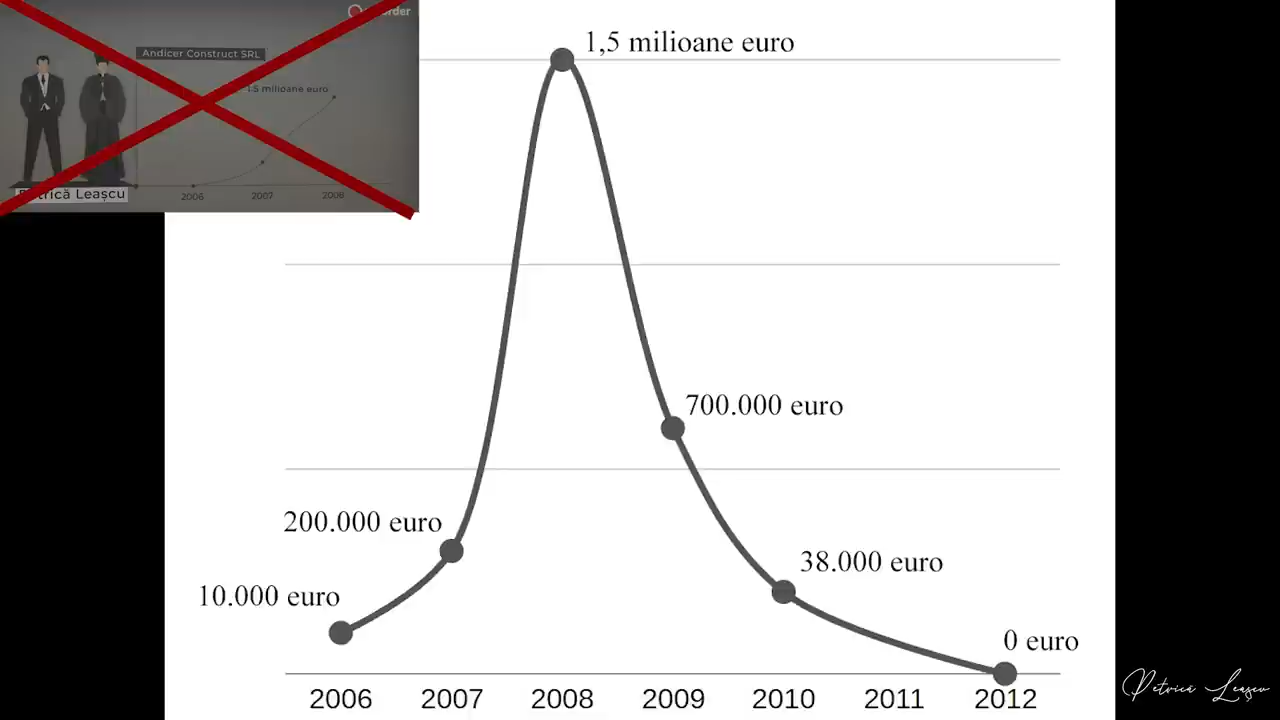 Andicer Construct SRL
1.5 milioane euro
Leașcu
2006 2007 2008
1,5 milioane euro
700.000 euro
200.000 euro
38.000 euro
10.000 euro
0 euro
2006 2007 2008 2009 2010 2011 2012
Petrică Leașcu